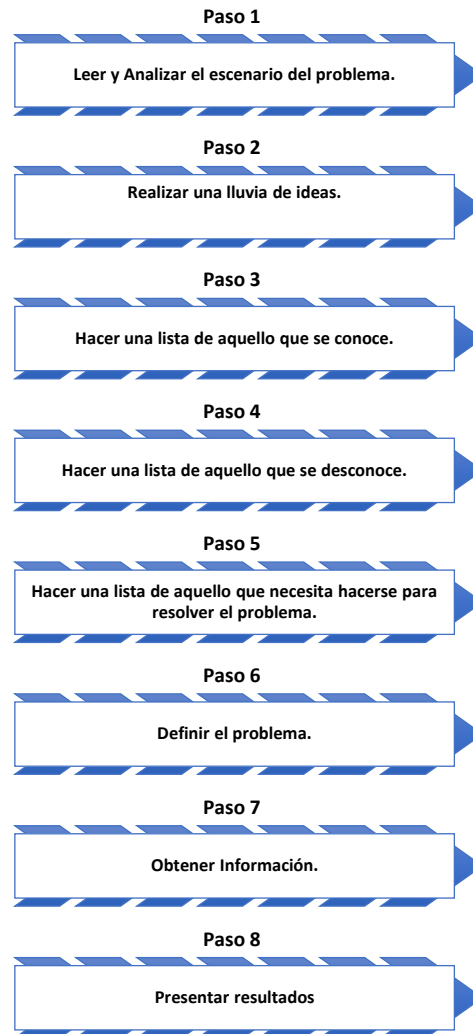 Paso 1
Leer y Analizar el escenario del problema.
Paso 2
Realizar una lluvia de ideas.
Paso 3
Hacer una lista de aquello que se conoce.
Paso 4
Hacer una lista de aquello que se desconoce.
Paso 5
Hacer una lista de aquello que necesita hacerse para
resolver el problema.
Paso 6
Definir el problema.
Paso 7
Obtener Información.
Paso 8
Presentar resultados